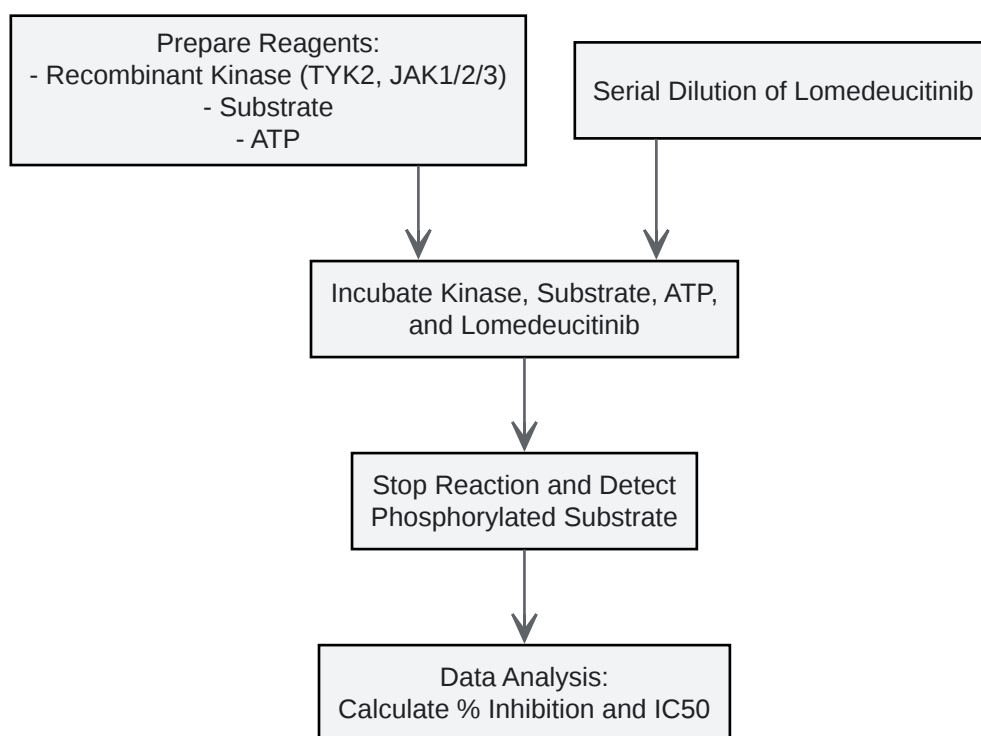 Prepare Reagents:
- Recombinant Kinase (TYK2, JAK1/2/3)
- Substrate
- ATP
Serial Dilution of Lomedeucitinib
Incubate Kinase, Substrate, ATP,
and Lomedeucitinib
Stop Reaction and Detect
Phosphorylated Substrate
Data Analysis:
Calculate % Inhibition and IC50